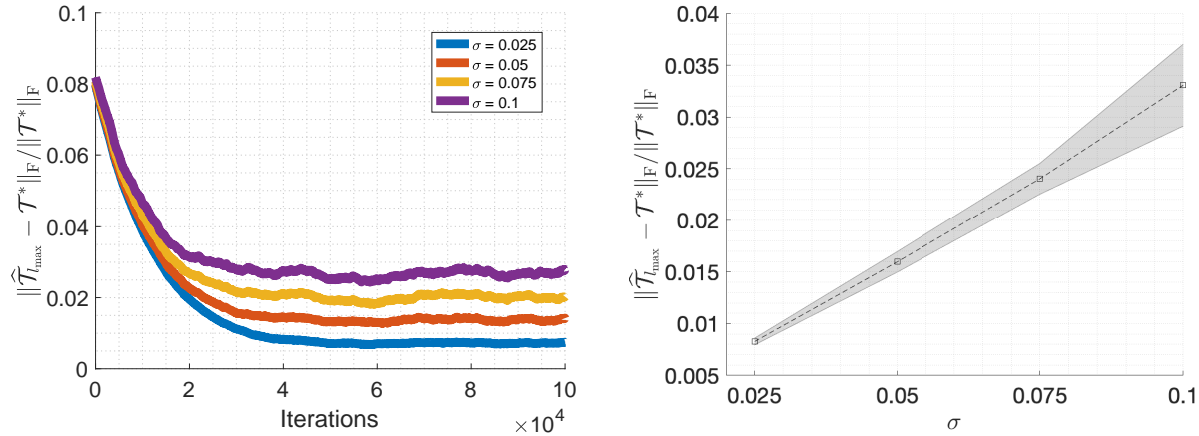 0.1
0.08
0.06
0.04
0.02
0
‖𝒯̂_{l_max} − 𝒯*‖_F/‖𝒯*‖_F
σ = 0.025
σ = 0.05
σ = 0.075
σ = 0.1
0 2 4 6 8 10
Iterations
×10^4
0.04
0.035
0.03
0.025
0.02
0.015
0.01
0.005
‖𝒯̂_{l_max} − 𝒯*‖_F/‖𝒯*‖_F
0.025 0.05 0.075 0.1
σ